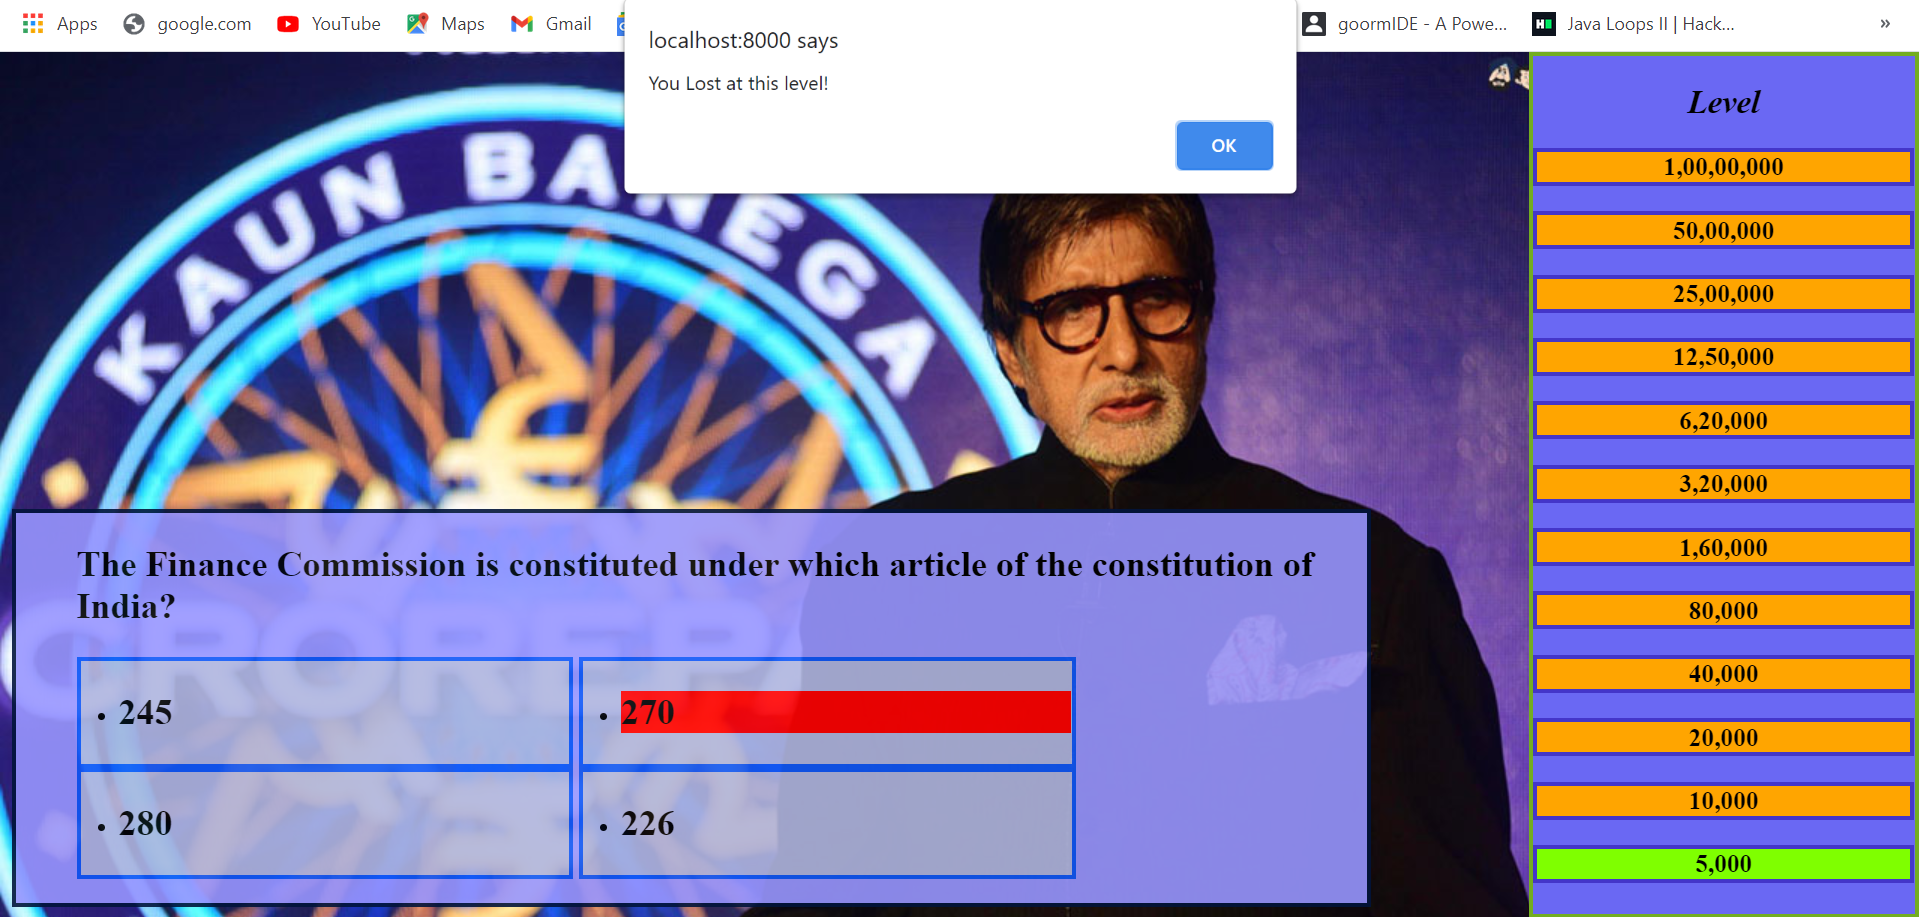 Apps
google.com
YouTube
Maps
Gmail
goormIDE - A Powe...
Java Loops II | Hack...
»
localhost:8000 says
You Lost at this level!
OK
KAUN BANEGA
CROREP
The Finance Commission is constituted under which article of the constitution of
India?
• 245
• 270
• 280
• 226
Level
1,00,00,000
50,00,000
25,00,000
12,50,000
6,20,000
3,20,000
1,60,000
80,000
40,000
20,000
10,000
5,000